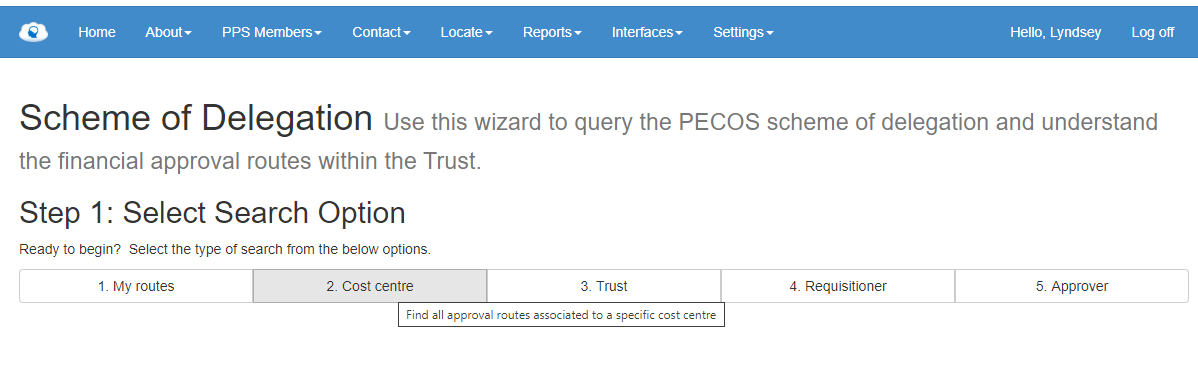 Home About PPS Members Contact Locate Reports Interfaces Settings Hello, Lyndsey Log off
Scheme of Delegation Use this wizard to query the PECOS scheme of delegation and understand
the financial approval routes within the Trust.
Step 1: Select Search Option
Ready to begin? Select the type of search from the below options.
1. My routes 2. Cost centre 3. Trust 4. Requisitioner 5. Approver
Find all approval routes associated to a specific cost centre